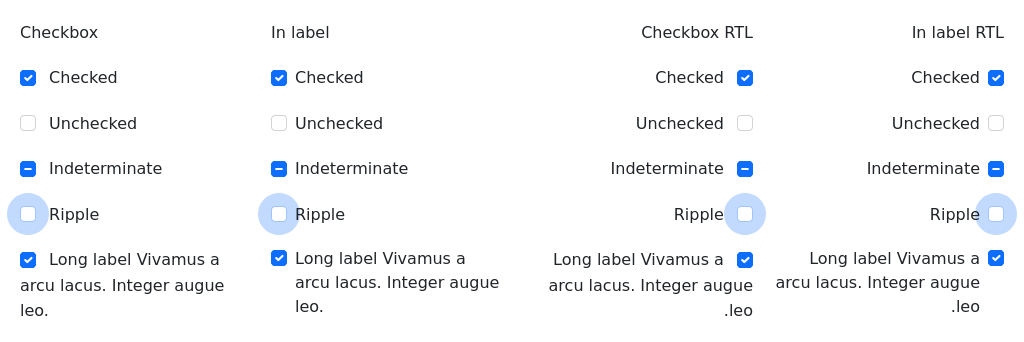 Checkbox
Checked
Unchecked
Indeterminate
Ripple
Long label Vivamus a
arcu lacus. Integer augue
leo.
In label
Checked
Unchecked
Indeterminate
Ripple
Long label Vivamus a
arcu lacus. Integer augue
leo.
Checkbox RTL
Checked
Unchecked
Indeterminate
Ripple
Long label Vivamus a
arcu lacus. Integer augue
.leo
In label RTL
Checked
Unchecked
Indeterminate
Ripple
Long label Vivamus a
arcu lacus. Integer augue
.leo